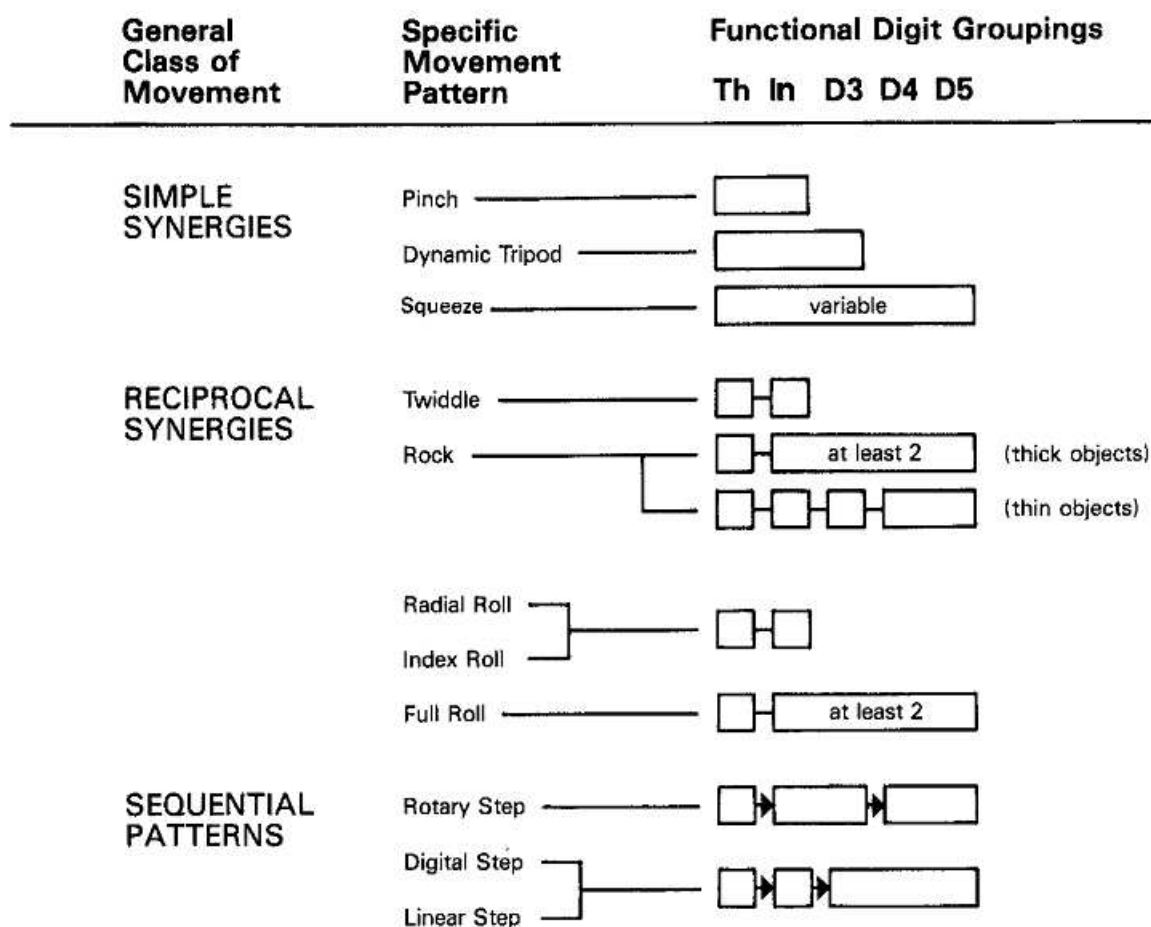 General
Class of
Movement
Specific
Movement
Pattern
Functional Digit Groupings
Th In D3 D4 D5
SIMPLE
SYNERGIES
Pinch
Dynamic Tripod
Squeeze
variable
RECIPROCAL
SYNERGIES
Twiddle
Rock
at least 2
(thick objects)
(thin objects)
Radial Roll
Index Roll
Full Roll
at least 2
SEQUENTIAL
PATTERNS
Rotary Step
Digital Step
Linear Step